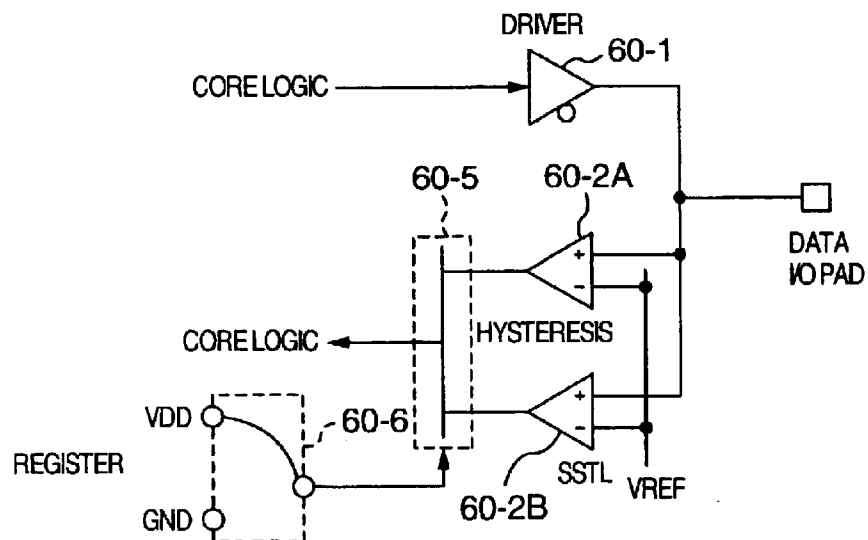 DRIVER
60-1
CORE LOGIC
60-5
60-2A
+
-
DATA
I/O PAD
HYSTERESIS
CORE LOGIC
VDD
60-6
+
-
REGISTER
SSTL
VREF
60-2B
GND